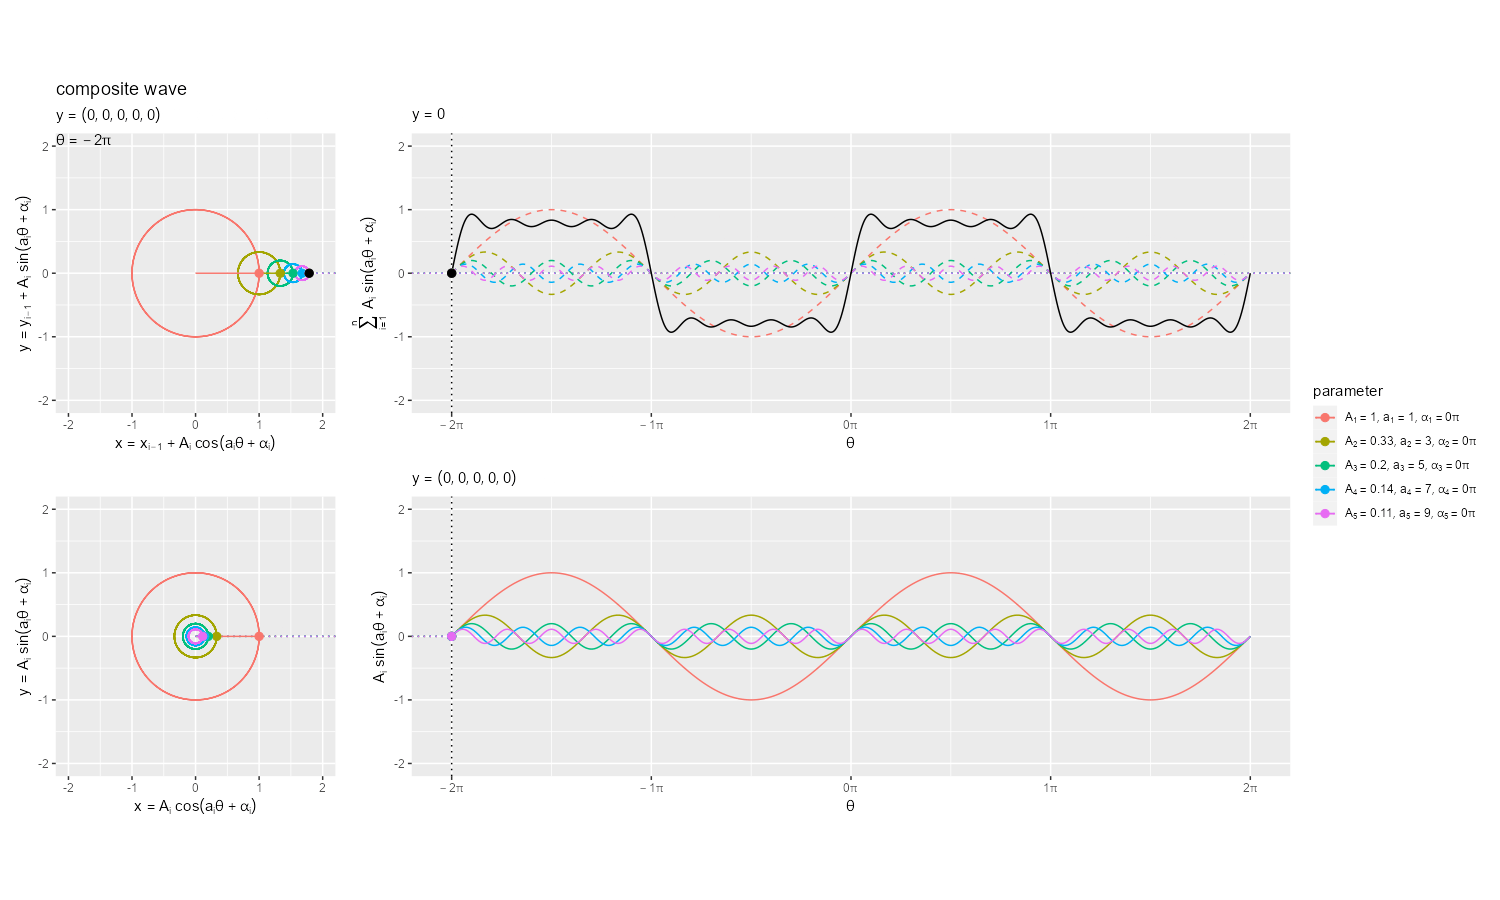 composite wave
y = (0, 0, 0, 0, 0)
θ = − 2π
2
1
0
-1
-2
-2 -1 0 1 2
y = yᵢ₋₁ + Aᵢ sin(aᵢθ + αᵢ)
x = xᵢ₋₁ + Aᵢ cos(aᵢθ + αᵢ)
y = 0
2
1
0
-1
-2
− 2π − 1π 0π 1π 2π
∑ⁿᵢ₌₁ Aᵢ sin(aᵢθ + αᵢ)
θ
2
1
0
-1
-2
-2 -1 0 1 2
y = Aᵢ sin(aᵢθ + αᵢ)
x = Aᵢ cos(aᵢθ + αᵢ)
y = (0, 0, 0, 0, 0)
2
1
0
-1
-2
− 2π − 1π 0π 1π 2π
Aᵢ sin(aᵢθ + αᵢ)
θ
parameter
A₁ = 1, a₁ = 1, α₁ = 0π
A₂ = 0.33, a₂ = 3, α₂ = 0π
A₃ = 0.2, a₃ = 5, α₃ = 0π
A₄ = 0.14, a₄ = 7, α₄ = 0π
A₅ = 0.11, a₅ = 9, α₅ = 0π